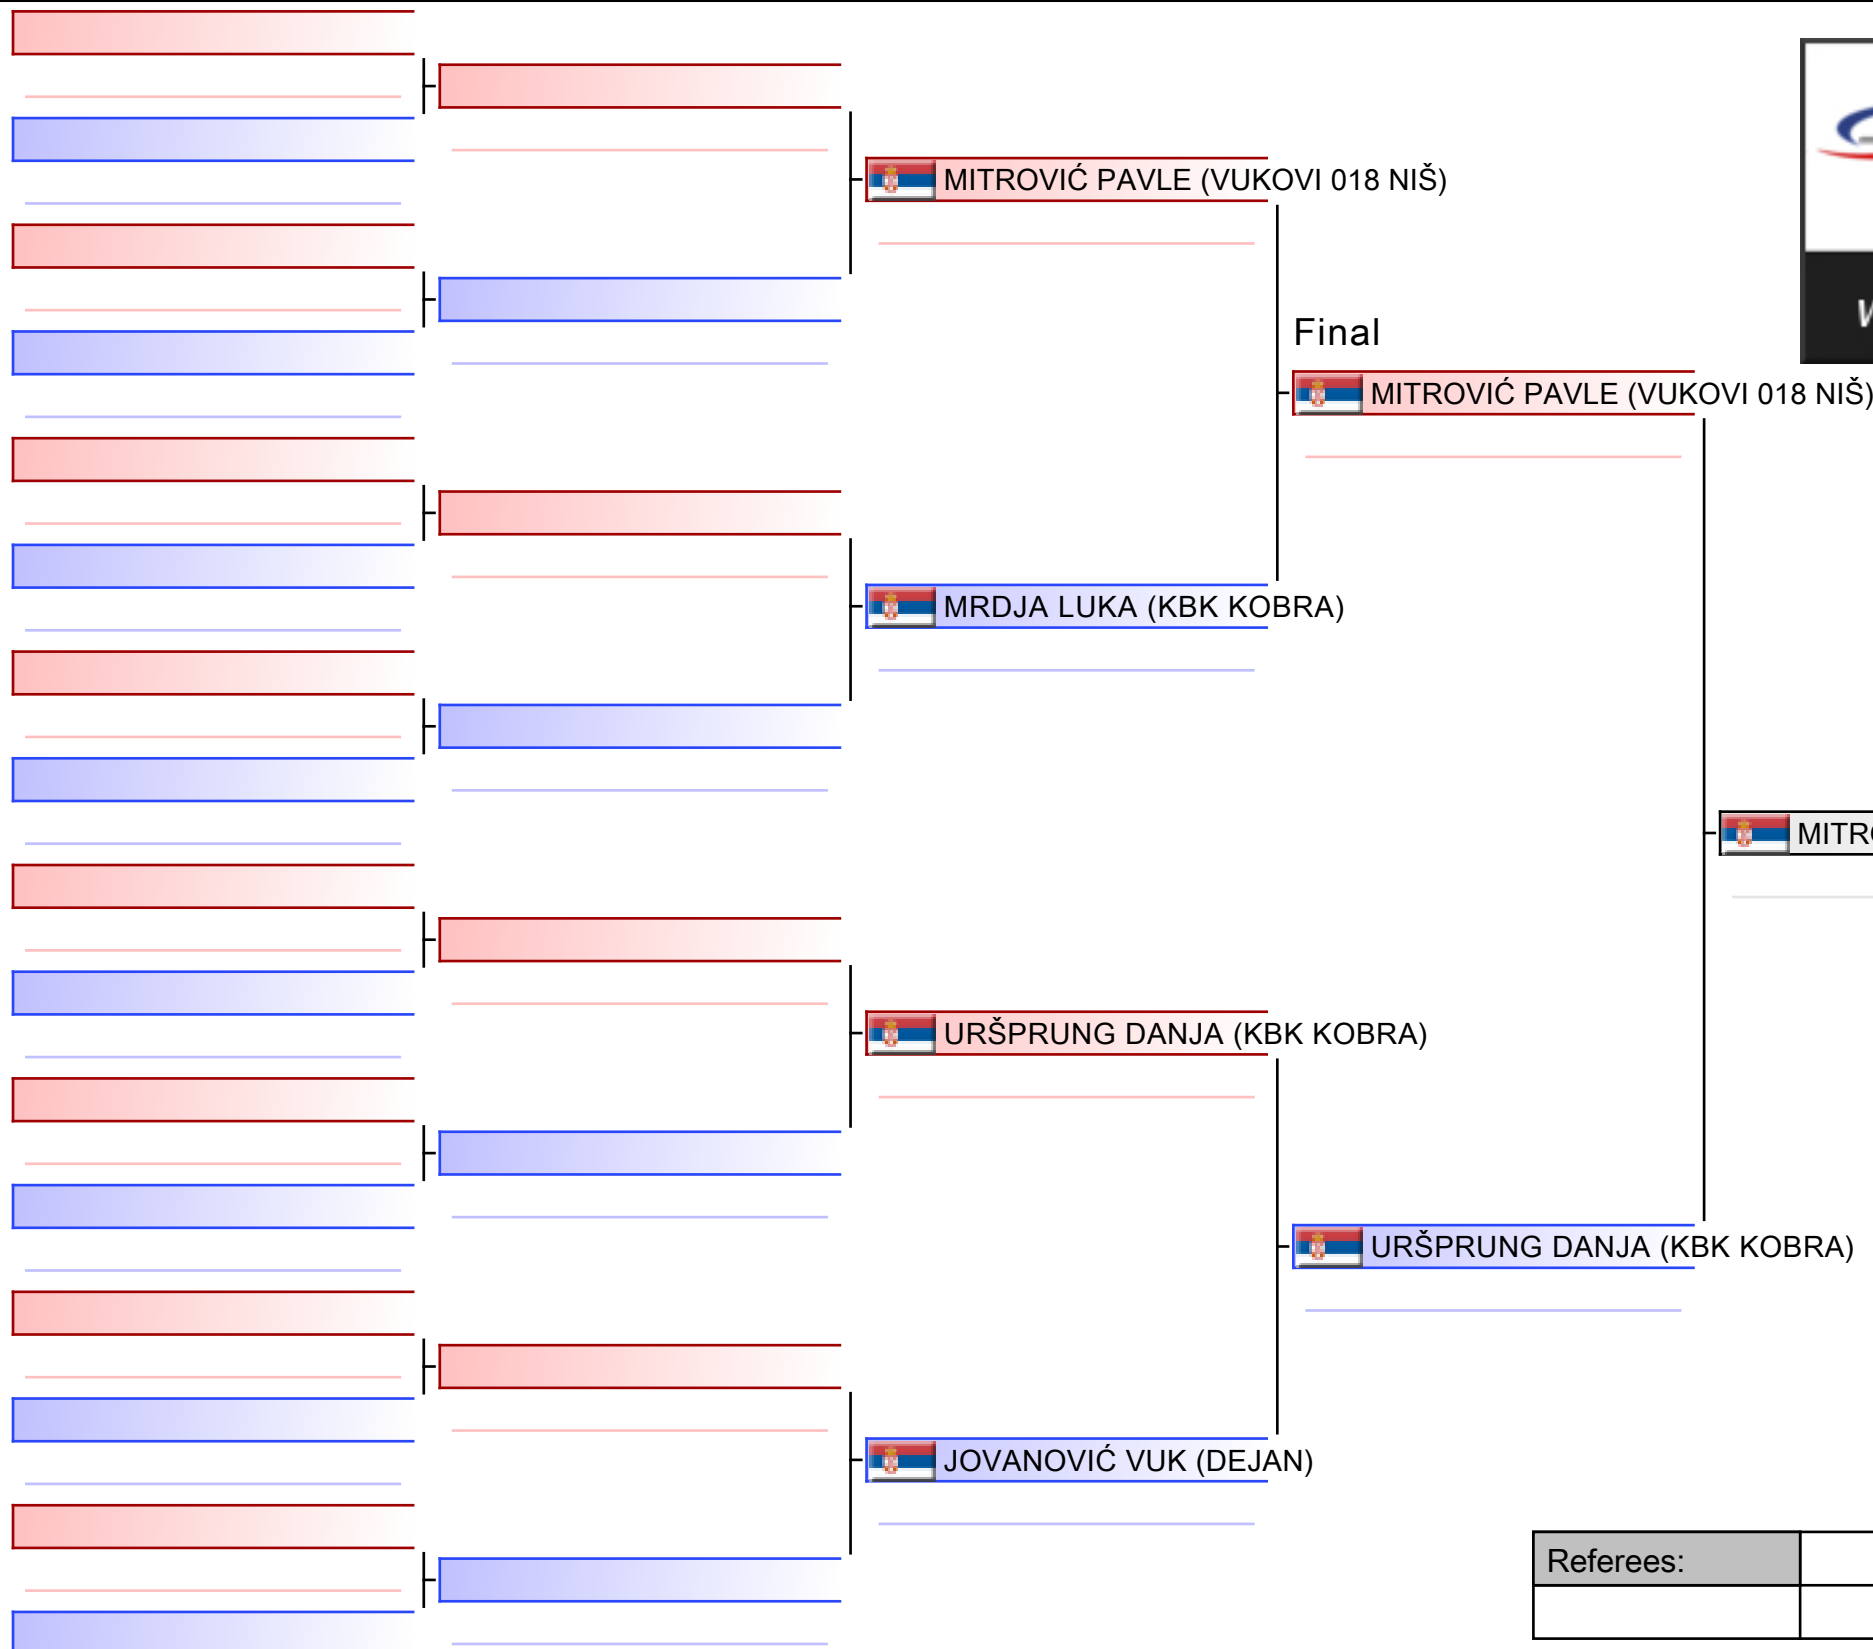 MITROVIĆ PAVLE (VUKOVI 018 NIŠ)
Final
MITROVIĆ PAVLE (VUKOVI 018 NIŠ)
MRDJA LUKA (KBK KOBRA)
URŠPRUNG DANJA (KBK KOBRA)
URŠPRUNG DANJA (KBK KOBRA)
JOVANOVIĆ VUK (DEJAN)
Referees: